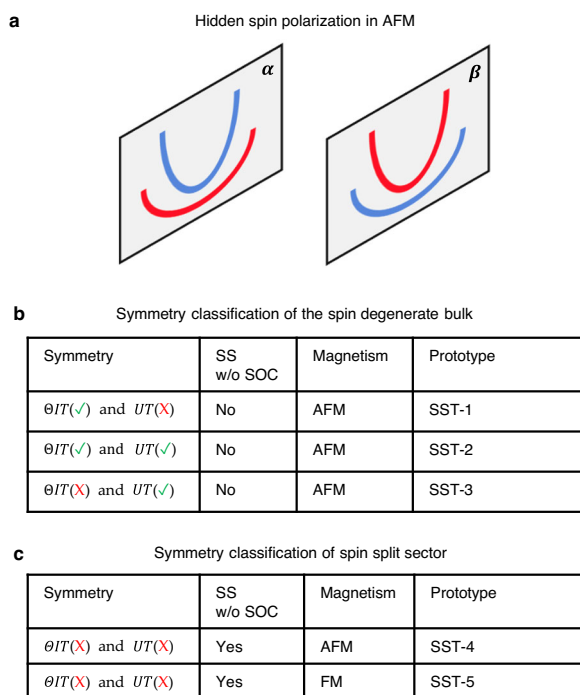 a Hidden spin polarization in AFM
α β
b Symmetry classification of the spin degenerate bulk
Symmetry SS w/o SOC Magnetism Prototype
ΘIT(✓) and UT(X) No AFM SST-1
ΘIT(✓) and UT(✓) No AFM SST-2
ΘIT(X) and UT(✓) No AFM SST-3
c Symmetry classification of spin split sector
Symmetry SS w/o SOC Magnetism Prototype
ΘIT(X) and UT(X) Yes AFM SST-4
ΘIT(X) and UT(X) Yes FM SST-5